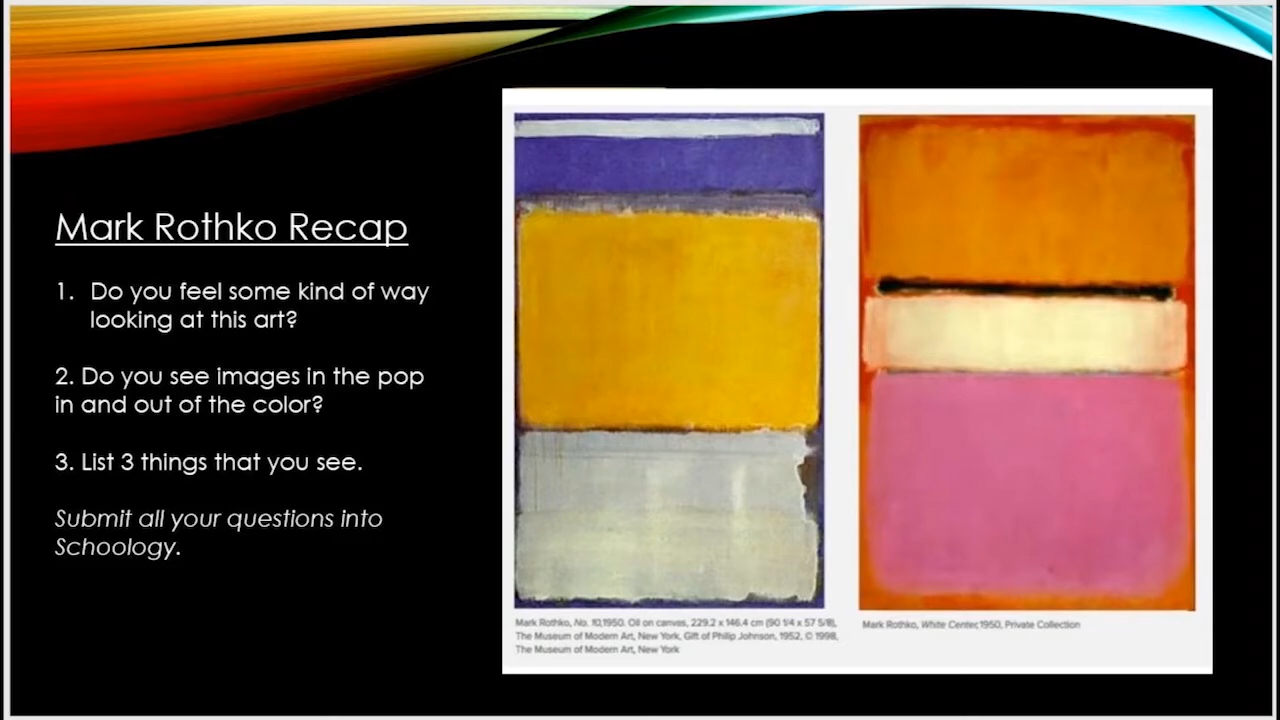 Mark Rothko Recap
1. Do you feel some kind of way
looking at this art?
2. Do you see images in the pop
in and out of the color?
3. List 3 things that you see.
Submit all your questions into
Schoology.
Mark Rothko, No. 10,1950. Oil on canvas, 229.2 x 146.4 cm (90 1/4 x 57 5/8),
The Museum of Modern Art, New York, Gift of Philip Johnson, 1952, © 1998,
The Museum of Modern Art, New York
Mark Rothko, White Center,1950, Private Collection